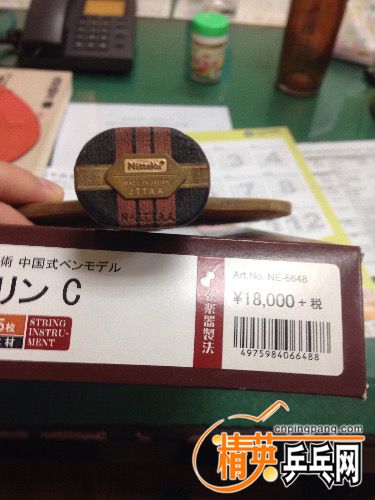 Nittaku
MADE IN JAPAN
JTTAA
N-JTTAA
術 中国式ペンモデル
リン C
5枚
材
STRING
INSTRU-
MENT
弦楽器製法
Art.No. NE-6648
¥18,000+税
4975984066488
cnpingpang.com
精英乒乓网